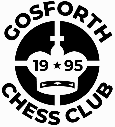 GOSFORTH
19 ★ 95
CHESS CLUB